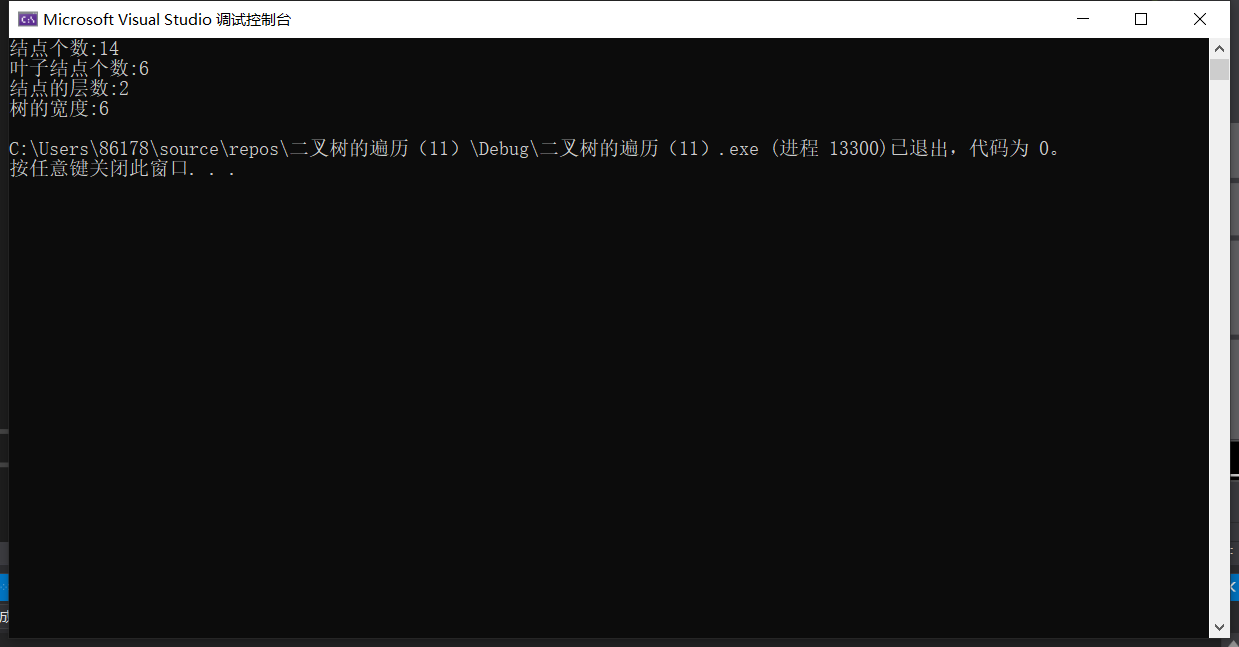 Microsoft Visual Studio 调试控制台
结点个数:14
叶子结点个数:6
结点的层数:2
树的宽度:6
C:\Users\86178\source\repos\二叉树的遍历（11）\Debug\二叉树的遍历（11）.exe (进程 13300)已退出，代码为 0。
按任意键关闭此窗口. . .
成